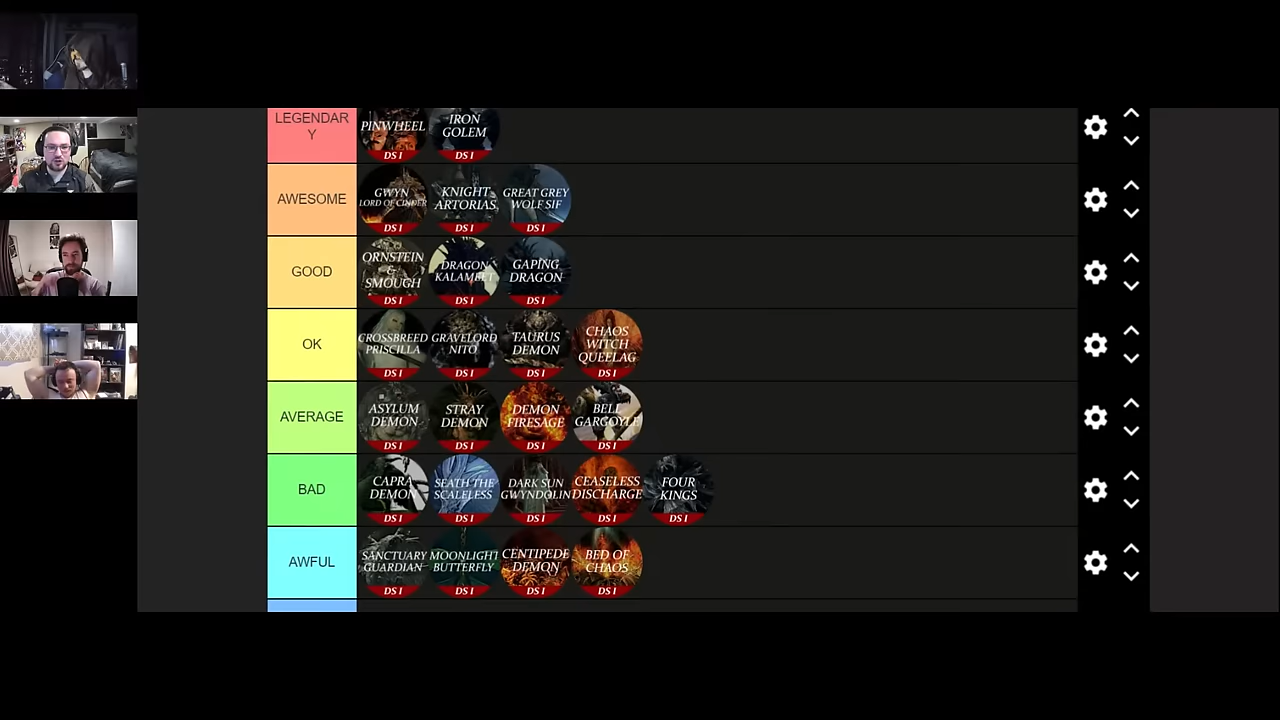 LEGENDAR
Y
PINWHEEL
DS I
IRON
GOLEM
DS I
AWESOME
GWYN
LORD OF CINDER
DS I
KNIGHT
ARTORIAS
DS I
GREAT GREY
WOLF SIF
DS I
GOOD
ORNSTEIN
&
SMOUGH
DS I
DRAGON
KALAMEET
DS I
GAPING
DRAGON
DS I
OK
CROSSBREED
PRISCILLA
DS I
GRAVELORD
NITO
DS I
TAURUS
DEMON
DS I
CHAOS
WITCH
QUEELAG
DS I
AVERAGE
ASYLUM
DEMON
DS I
STRAY
DEMON
DS I
DEMON
FIRESAGE
DS I
BELL
GARGOYLE
DS I
BAD
CAPRA
DEMON
DS I
SEATH THE
SCALELESS
DS I
DARK SUN
GWYNDOLIN
DS I
CEASELESS
DISCHARGE
DS I
FOUR
KINGS
DS I
AWFUL
SANCTUARY
GUARDIAN
DS I
MOONLIGHT
BUTTERFLY
DS I
CENTIPEDE
DEMON
DS I
BED OF
CHAOS
DS I